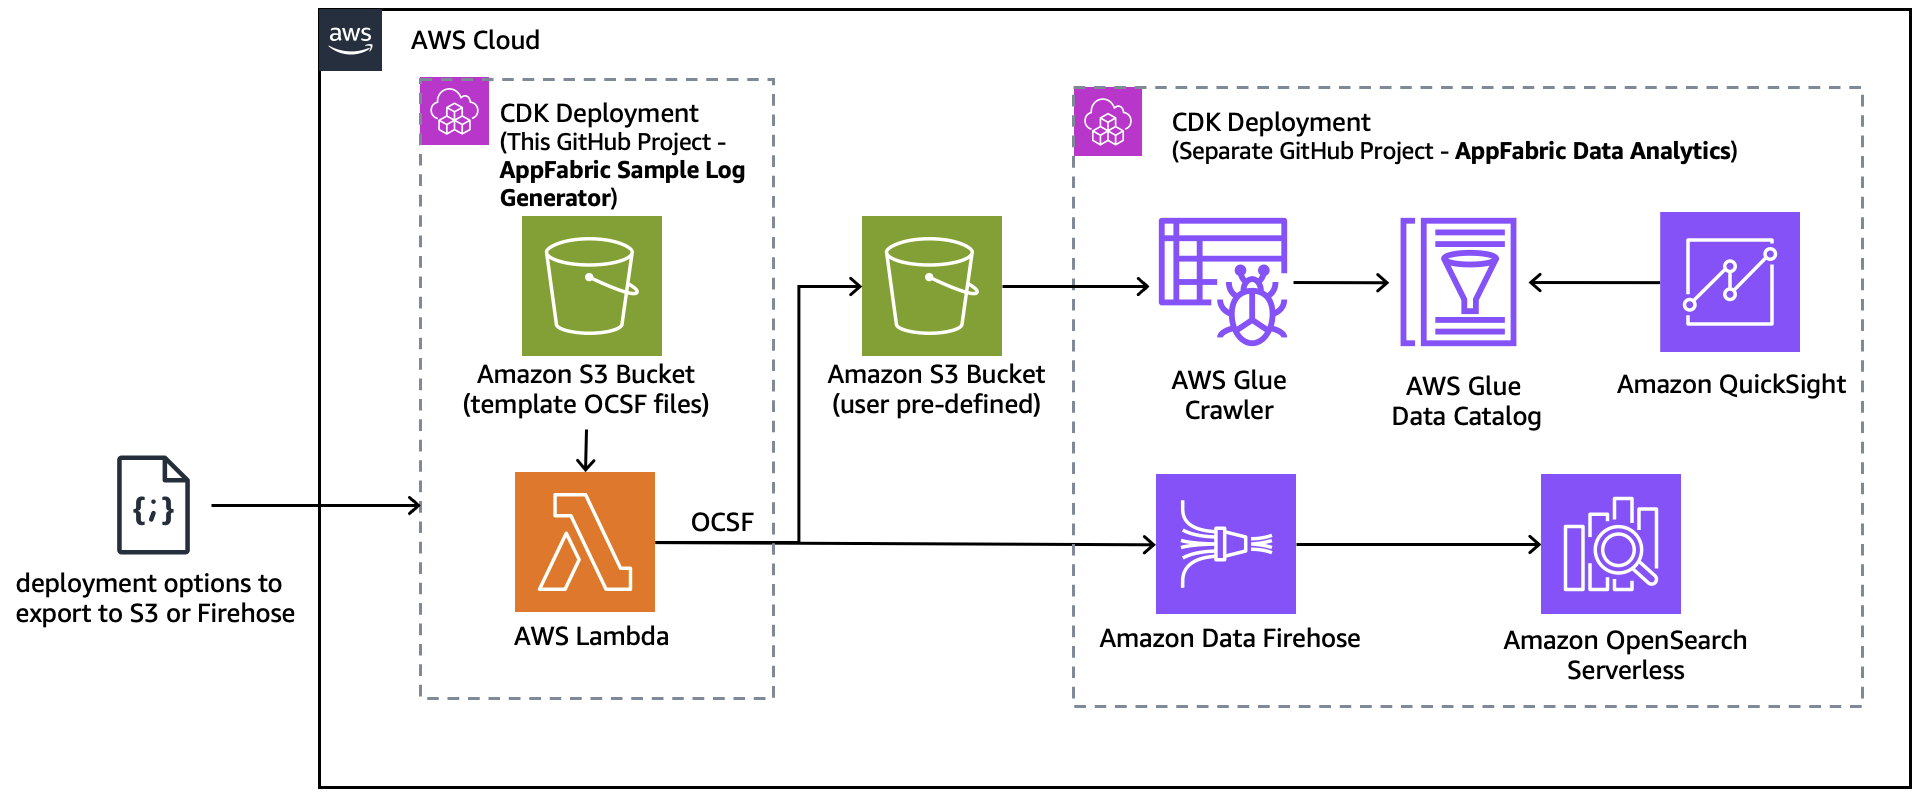 aws
AWS Cloud
CDK Deployment
(This GitHub Project -
AppFabric Sample Log
Generator)
CDK Deployment
(Separate GitHub Project - AppFabric Data Analytics)
Amazon S3 Bucket
(template OCSF files)
Amazon S3 Bucket
(user pre-defined)
AWS Glue
Crawler
AWS Glue
Data Catalog
Amazon QuickSight
{;}
deployment options to
export to S3 or Firehose
OCSF
AWS Lambda
Amazon Data Firehose
Amazon OpenSearch
Serverless